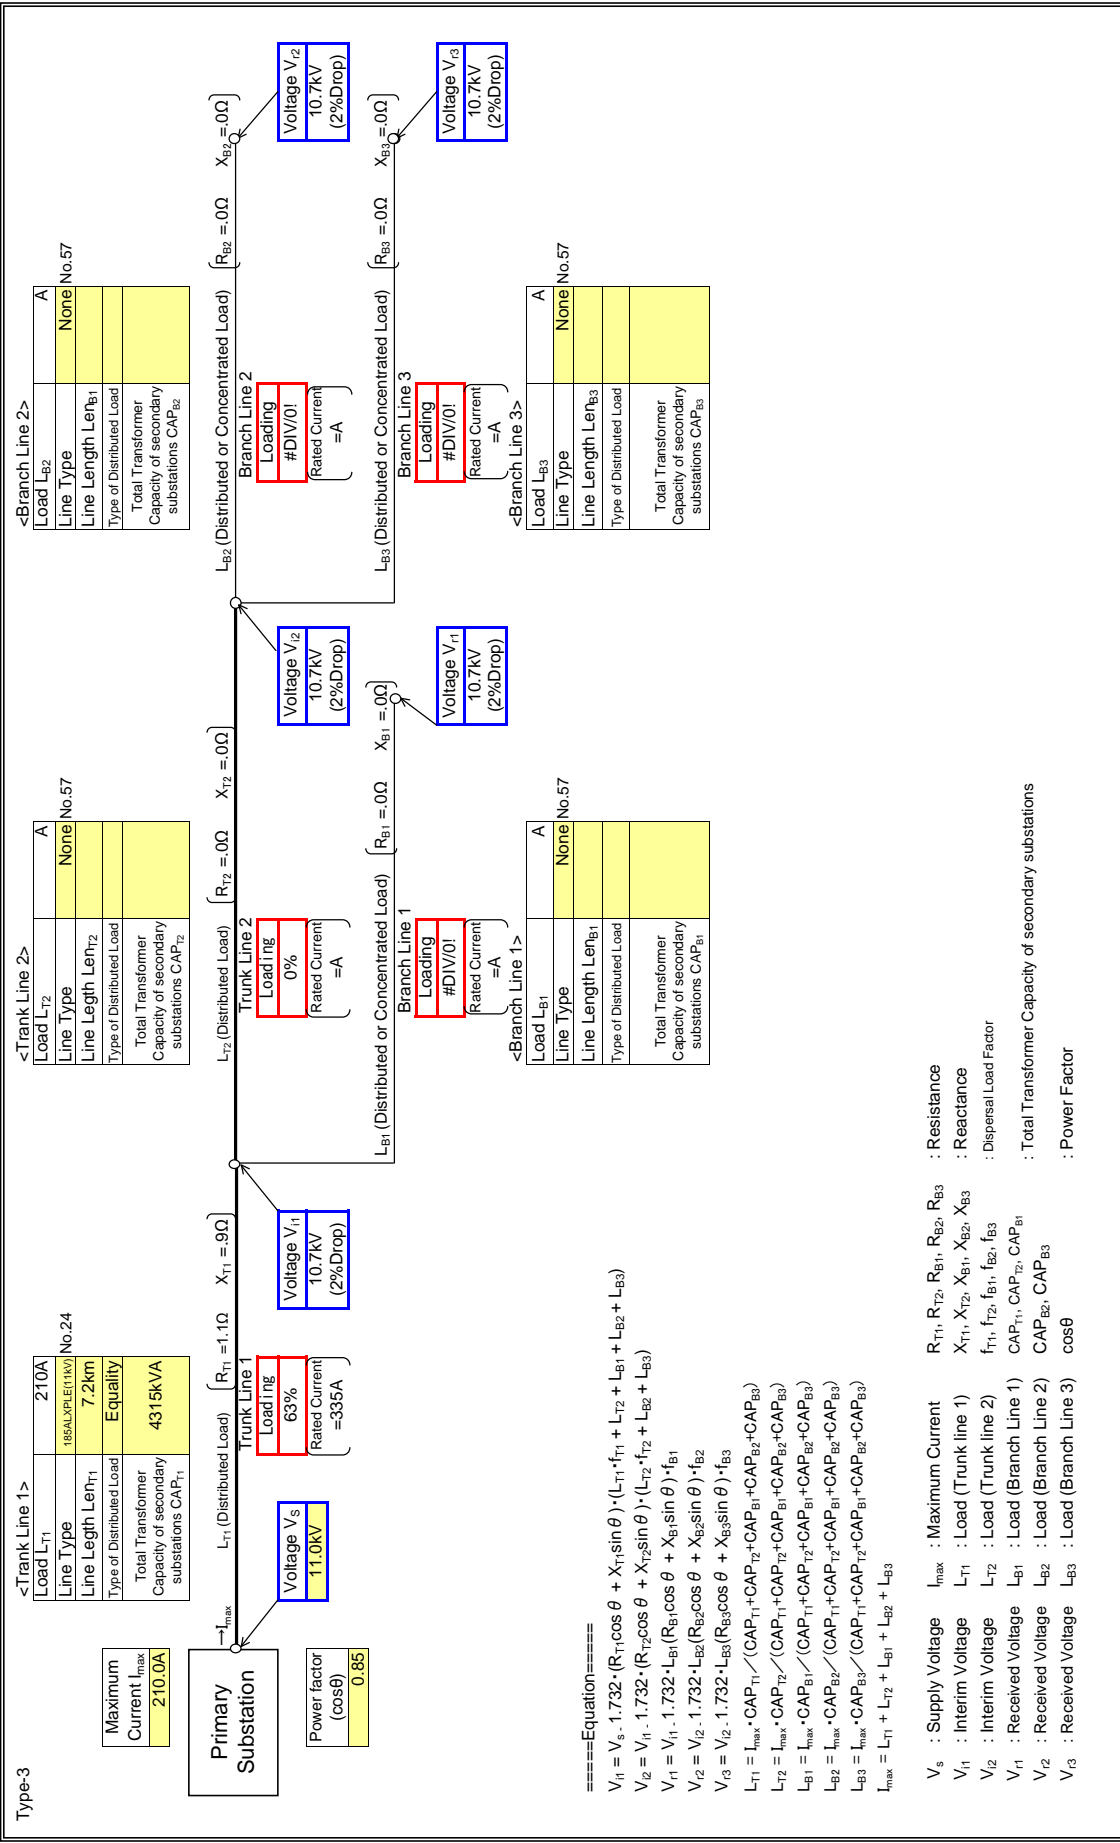 Type-3
Maximum
Current Imax
210.0A
Primary
Substation
Power factor
(cosθ)
0.85
→Imax
Voltage Vs
11.0kV
<Trank Line 1>
Load LT1 210A
Line Type 185ALXPLE(11kV) No.24
Line Legth LenT1 7.2km
Type of Distributed Load Equality
Total Transformer
Capacity of secondary
substations CAPT1
4315kVA
LT1 (Distributed Load) RT1 =1.1Ω XT1 =.9Ω
Trunk Line 1
Loading
63%
Rated Current
=335A
Voltage Vi1
10.7kV
(2%Drop)
<Trank Line 2>
Load LT2 A
Line Type None No.57
Line Legth LenT2
Type of Distributed Load
Total Transformer
Capacity of secondary
substations CAPT2
LT2 (Distributed Load) RT2 =.0Ω XT2 =.0Ω
Trunk Line 2
Loading
0%
Rated Current
=A
Voltage Vi2
10.7kV
(2%Drop)
LB1 (Distributed or Concentrated Load) RB1 =.0Ω XB1 =.0Ω
Branch Line 1
Loading
#DIV/0!
Rated Current
=A
Voltage Vr1
10.7kV
(2%Drop)
<Branch Line 1>
Load LB1 A
Line Type None No.57
Line Length LenB1
Type of Distributed Load
Total Transformer
Capacity of secondary
substations CAPB1
<Branch Line 2>
Load LB2 A
Line Type None No.57
Line Length LenB1
Type of Distributed Load
Total Transformer
Capacity of secondary
substations CAPB2
LB2 (Distributed or Concentrated Load) RB2 =.0Ω XB2 =.0Ω
Branch Line 2
Loading
#DIV/0!
Rated Current
=A
Voltage Vr2
10.7kV
(2%Drop)
LB3 (Distributed or Concentrated Load) RB3 =.0Ω XB3 =.0Ω
Branch Line 3
Loading
#DIV/0!
Rated Current
=A
Voltage Vr3
10.7kV
(2%Drop)
<Branch Line 3>
Load LB3 A
Line Type None No.57
Line Length LenB3
Type of Distributed Load
Total Transformer
Capacity of secondary
substations CAPB3
=====Equation=====
Vi1 = Vs - 1.732・(RT1cos θ + XT1sin θ)・(LT1・fT1 + LT2 + LB1 + LB2 + LB3)
Vi2 = Vi1 - 1.732・(RT2cos θ + XT2sin θ)・(LT2・fT2 + LB2 + LB3)
Vr1 = Vi1 - 1.732・LB1(RB1cos θ + XB1sin θ)・fB1
Vr2 = Vi2 - 1.732・LB2(RB2cos θ + XB2sin θ)・fB2
Vr3 = Vi2 - 1.732・LB3(RB3cos θ + XB3sin θ)・fB3
LT1 = Imax・CAPT1／(CAPT1+CAPT2+CAPB1+CAPB2+CAPB3)
LT2 = Imax・CAPT2／(CAPT1+CAPT2+CAPB1+CAPB2+CAPB3)
LB1 = Imax・CAPB1／(CAPT1+CAPT2+CAPB1+CAPB2+CAPB3)
LB2 = Imax・CAPB2／(CAPT1+CAPT2+CAPB1+CAPB2+CAPB3)
LB3 = Imax・CAPB3／(CAPT1+CAPT2+CAPB1+CAPB2+CAPB3)
Imax = LT1 + LT2 + LB1 + LB2 + LB3
Vs : Supply Voltage Imax : Maximum Current RT1, RT2, RB1, RB2, RB3 : Resistance
Vi1 : Interim Voltage LT1 : Load (Trunk line 1) XT1, XT2, XB1, XB2, XB3 : Reactance
Vi2 : Interim Voltage LT2 : Load (Trunk line 2) fT1, fT2, fB1, fB2, fB3 : Dispersal Load Factor
Vr1 : Received Voltage LB1 : Load (Branch Line 1) CAPT1, CAPT2, CAPB1
Vr2 : Received Voltage LB2 : Load (Branch Line 2) CAPB2, CAPB3 : Total Transformer Capacity of secondary substations
Vr3 : Received Voltage LB3 : Load (Branch Line 3) cosθ : Power Factor